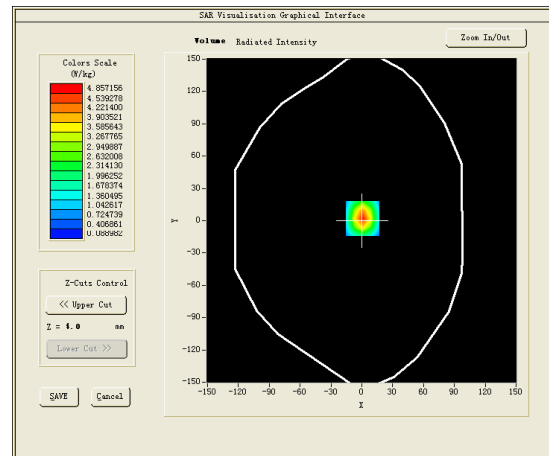 SAR Visualisation Graphical Interface
Volume Radiated Intensity
Zoom In/Out
Colors Scale
(W/kg)
4.857156
4.539278
4.221400
3.903521
3.585643
3.267765
2.949887
2.632008
2.314130
1.996252
1.678374
1.360495
1.042617
0.724739
0.406861
0.088982
Z-Cuts Control
<< Upper Cut
Z = 4.0 mm
Lower Cut >>
SAVE
Cancel
150
120
90
60
30
0
-30
-60
-90
-120
-150
Y
-150 -120 -90 -60 -30 0 30 60 90 120 150
X